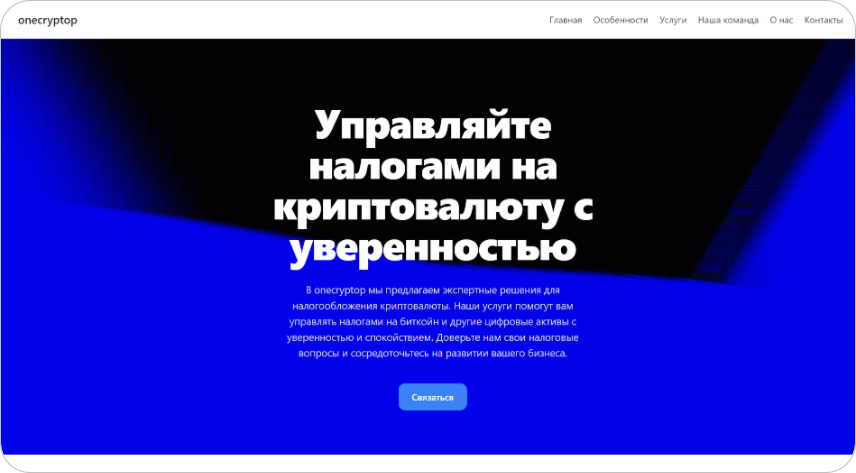 onecryptop
Главная Особенности Услуги Наша команда О нас Контакты
Управляйте
налогами на
криптовалюту с
уверенностью
В onecryptop мы предлагаем экспертные решения для
налогообложения криптовалюты. Наши услуги помогут вам
управлять налогами на биткойн и другие цифровые активы с
уверенностью и спокойствием. Доверьте нам свои налоговые
вопросы и сосредоточьтесь на развитии вашего бизнеса.
Связаться